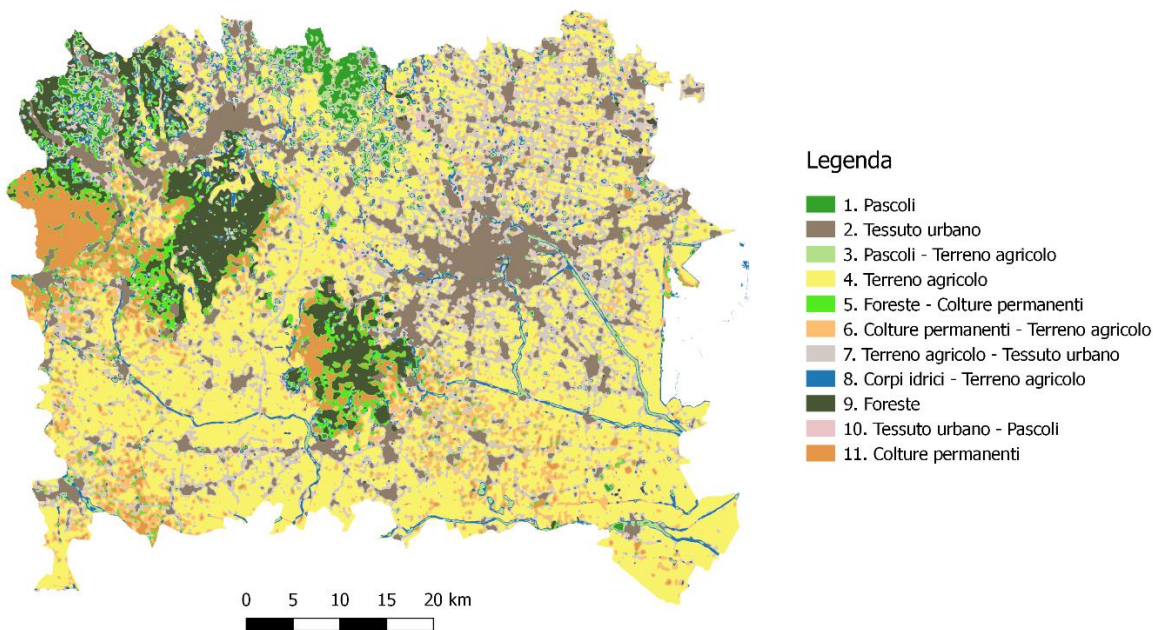 Legenda
1. Pascoli
2. Tessuto urbano
3. Pascoli - Terreno agricolo
4. Terreno agricolo
5. Foreste - Colture permanenti
6. Colture permanenti - Terreno agricolo
7. Terreno agricolo - Tessuto urbano
8. Corpi idrici - Terreno agricolo
9. Foreste
10. Tessuto urbano - Pascoli
11. Colture permanenti
0 5 10 15 20 km